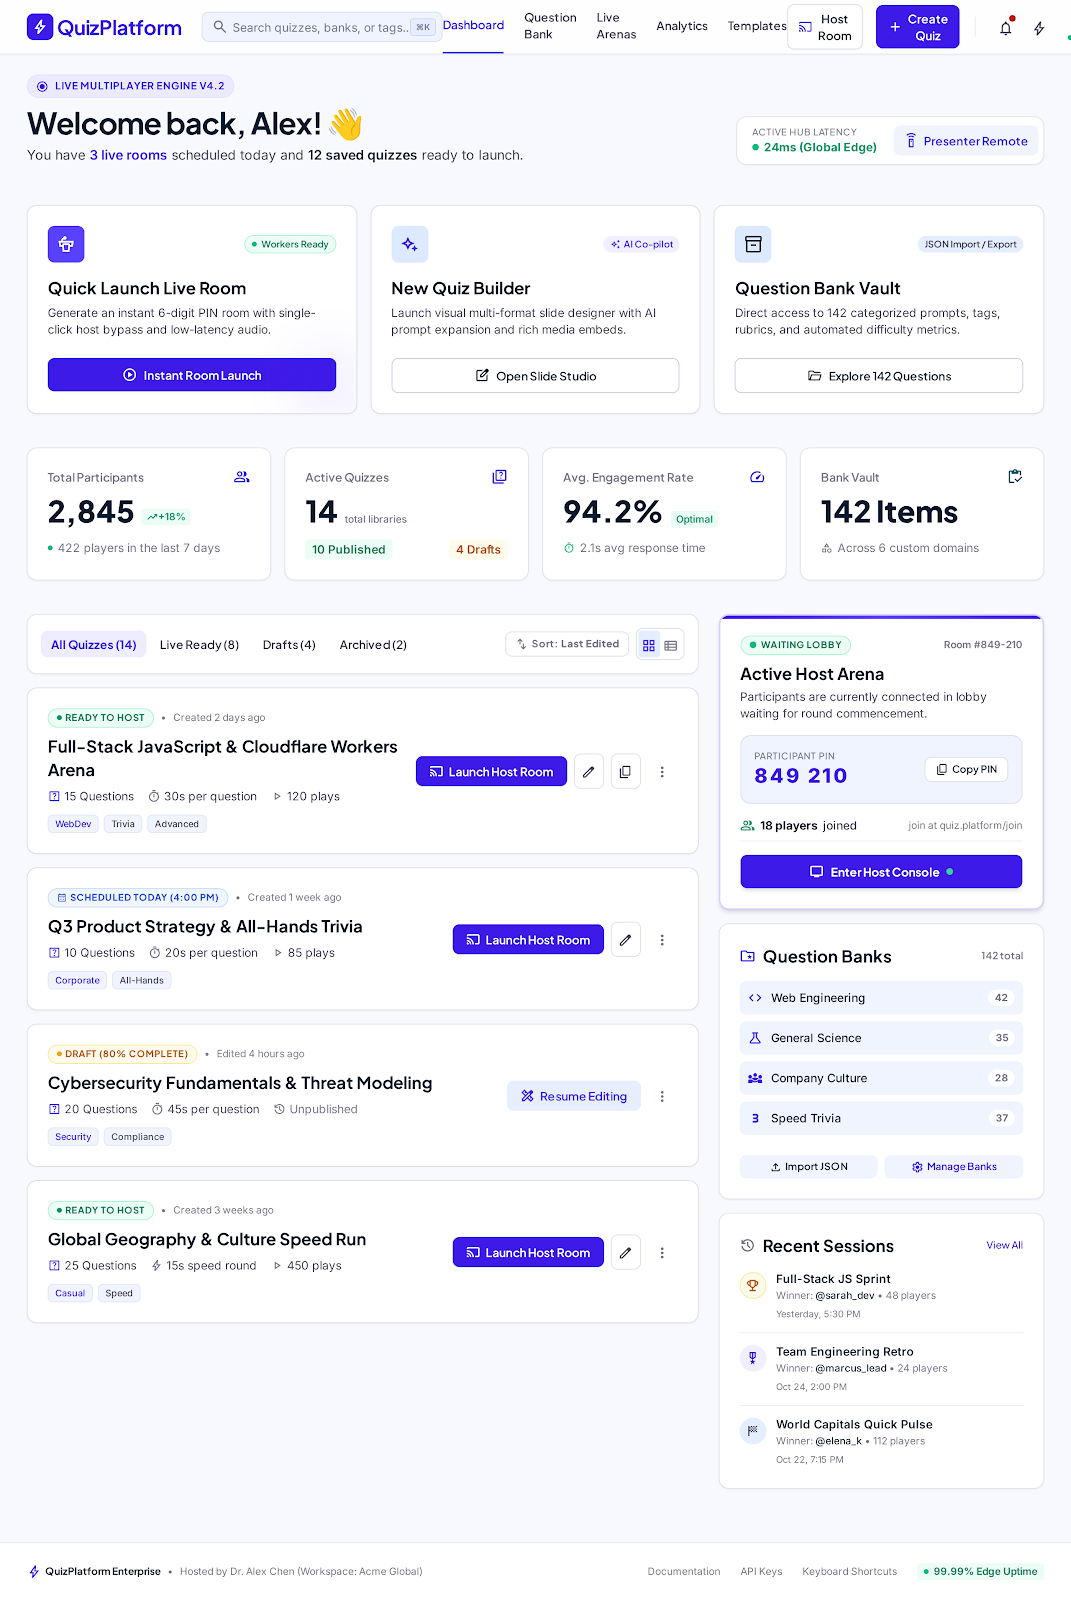 QuizPlatform
Search quizzes, banks, or tags.. ⌘K
Dashboard
Question
Bank
Live
Arenas
Analytics
Templates
Host
Room
Create
Quiz
LIVE MULTIPLAYER ENGINE V4.2
Welcome back, Alex! 👋
You have 3 live rooms scheduled today and 12 saved quizzes ready to launch.
ACTIVE HUB LATENCY
24ms (Global Edge)
Presenter Remote
Workers Ready
Quick Launch Live Room
Generate an instant 6-digit PIN room with single-
click host bypass and low-latency audio.
Instant Room Launch
AI Co-pilot
New Quiz Builder
Launch visual multi-format slide designer with AI
prompt expansion and rich media embeds.
Open Slide Studio
JSON Import / Export
Question Bank Vault
Direct access to 142 categorized prompts, tags,
rubrics, and automated difficulty metrics.
Explore 142 Questions
Total Participants
2,845 +18%
422 players in the last 7 days
Active Quizzes
14 total libraries
10 Published 4 Drafts
Avg. Engagement Rate
94.2% Optimal
2.1s avg response time
Bank Vault
142 Items
Across 6 custom domains
All Quizzes (14) Live Ready (8) Drafts (4) Archived (2)
Sort: Last Edited
READY TO HOST • Created 2 days ago
Full-Stack JavaScript & Cloudflare Workers
Arena
15 Questions 30s per question 120 plays
WebDev Trivia Advanced
Launch Host Room
SCHEDULED TODAY (4:00 PM) • Created 1 week ago
Q3 Product Strategy & All-Hands Trivia
10 Questions 20s per question 85 plays
Corporate All-Hands
Launch Host Room
DRAFT (80% COMPLETE) • Edited 4 hours ago
Cybersecurity Fundamentals & Threat Modeling
20 Questions 45s per question Unpublished
Security Compliance
Resume Editing
READY TO HOST • Created 3 weeks ago
Global Geography & Culture Speed Run
25 Questions 15s speed round 450 plays
Casual Speed
Launch Host Room
WAITING LOBBY Room #849-210
Active Host Arena
Participants are currently connected in lobby
waiting for round commencement.
PARTICIPANT PIN
849 210
Copy PIN
18 players joined join at quiz.platform/join
Enter Host Console
Question Banks 142 total
Web Engineering 42
General Science 35
Company Culture 28
Speed Trivia 37
Import JSON Manage Banks
Recent Sessions View All
Full-Stack JS Sprint
Winner: @sarah_dev • 48 players
Yesterday, 5:30 PM
Team Engineering Retro
Winner: @marcus_lead • 24 players
Oct 24, 2:00 PM
World Capitals Quick Pulse
Winner: @elena_k • 112 players
Oct 22, 7:15 PM
QuizPlatform Enterprise • Hosted by Dr. Alex Chen (Workspace: Acme Global)
Documentation API Keys Keyboard Shortcuts 99.99% Edge Uptime